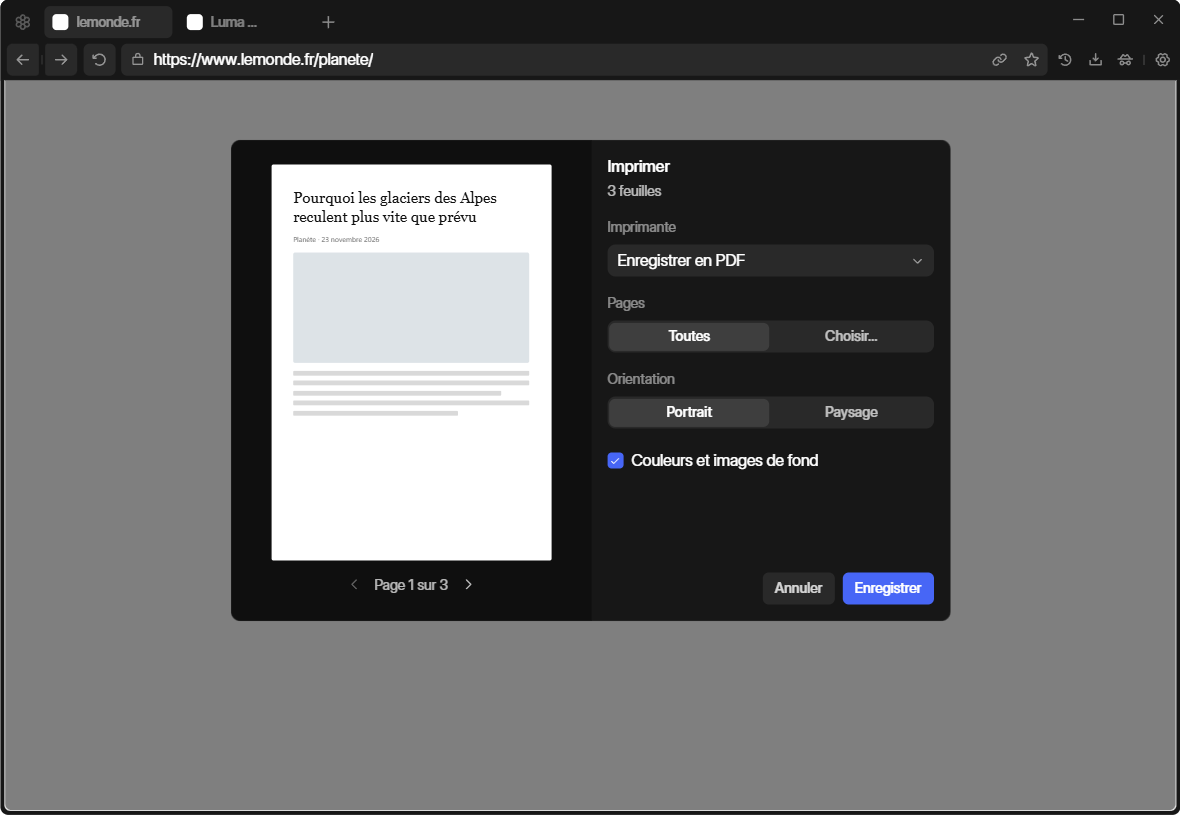 lemonde.fr
Luma ...
https://www.lemonde.fr/planete/
Pourquoi les glaciers des Alpes
reculent plus vite que prévu
Planète · 23 novembre 2026
Page 1 sur 3
Imprimer
3 feuilles
Imprimante
Enregistrer en PDF
Pages
Toutes
Choisir...
Orientation
Portrait
Paysage
Couleurs et images de fond
Annuler
Enregistrer